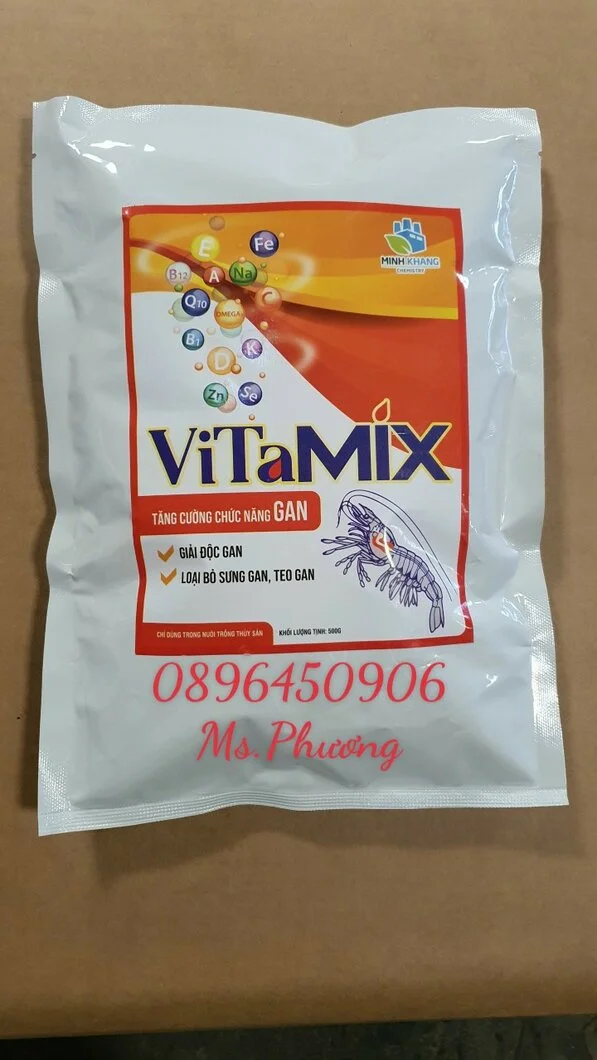 E
Fe
B12
A
Na
C
Q10
OMEGA
B1
K
D
Zn
Se
MINH KHANG
CHEMISTRY
ViTaMIX
TĂNG CƯỜNG CHỨC NĂNG GAN
GIẢI ĐỘC GAN
LOẠI BỎ SƯNG GAN, TEO GAN
CHỈ DÙNG TRONG NUÔI TRỒNG THỦY SẢN
KHỐI LƯỢNG TỊNH: 500G
0896450906
Ms.Phương